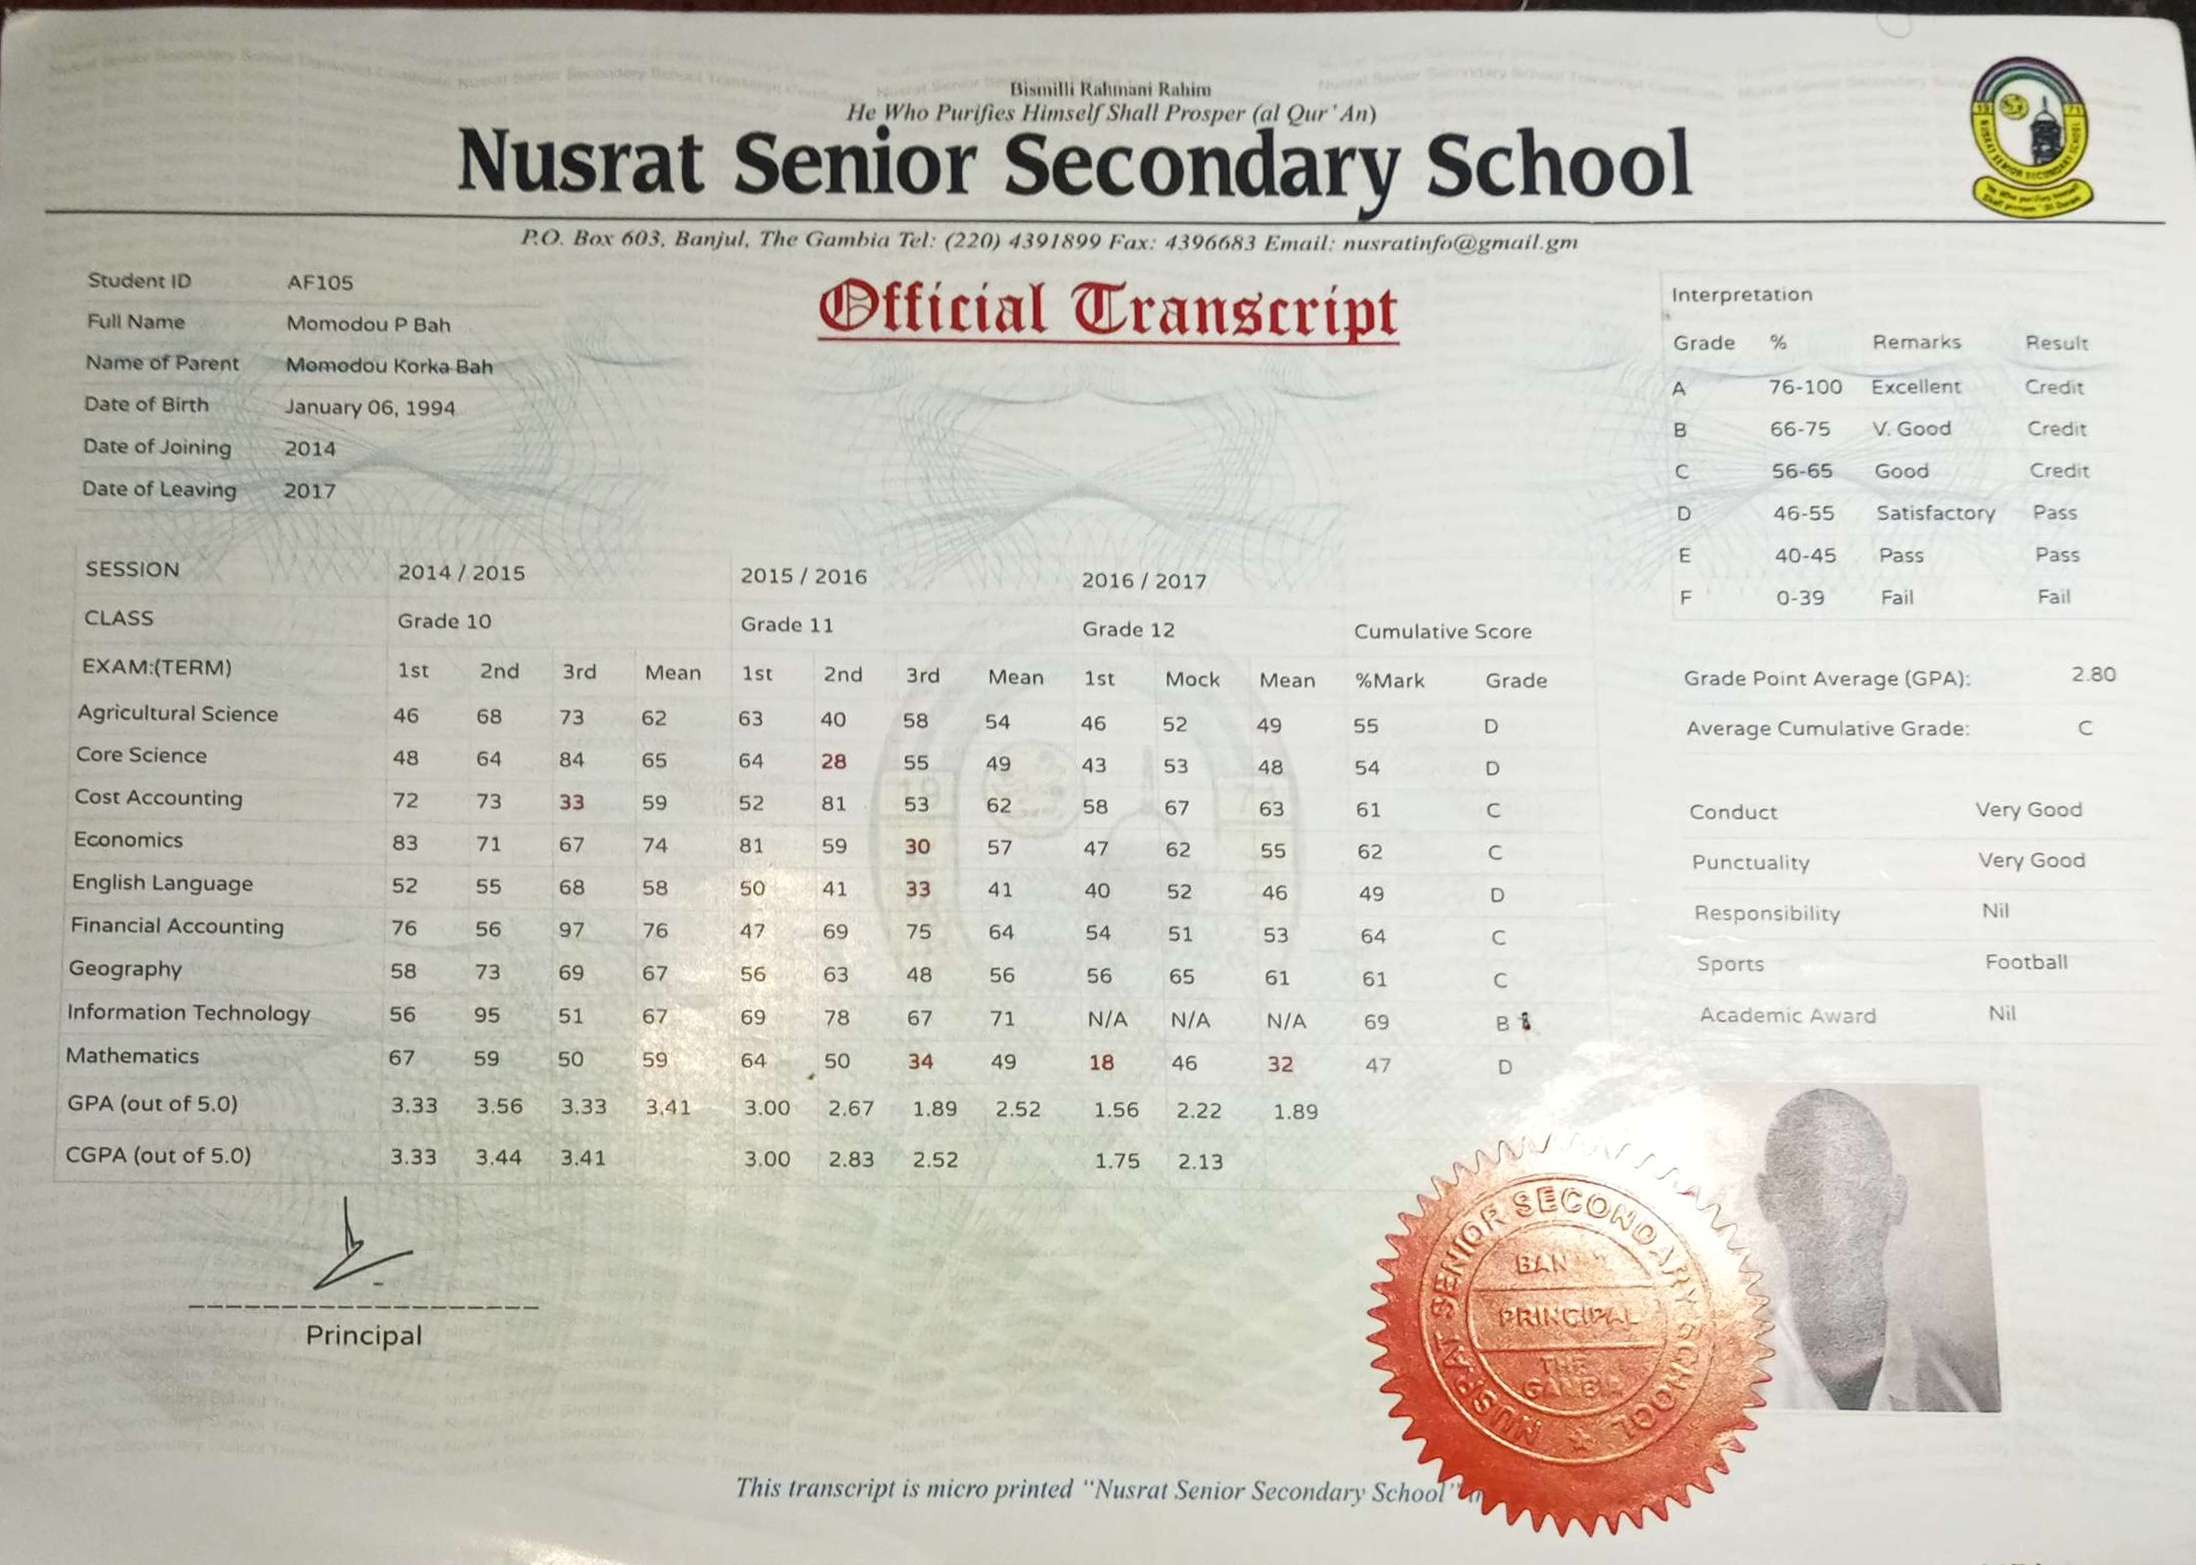 Bismilli Rahmani Rahim
He Who Purifies Himself Shall Prosper (al Qur' An)
Nusrat Senior Secondary School
P.O. Box 603, Banjul, The Gambia Tel: (220) 4391899 Fax: 4396683 Email: nusratinfo@gmail.gm
Official Transcript
Student ID AF105
Full Name Momodou P Bah
Name of Parent Momodou Korka Bah
Date of Birth January 06, 1994
Date of Joining 2014
Date of Leaving 2017
Interpretation
Grade % Remarks Result
A 76-100 Excellent Credit
B 66-75 V. Good Credit
C 56-65 Good Credit
D 46-55 Satisfactory Pass
E 40-45 Pass Pass
F 0-39 Fail Fail
SESSION 2014 / 2015 2015 / 2016 2016 / 2017
CLASS Grade 10 Grade 11 Grade 12 Cumulative Score
EXAM:(TERM) 1st 2nd 3rd Mean 1st 2nd 3rd Mean 1st Mock Mean %Mark Grade
Agricultural Science 46 68 73 62 63 40 58 54 46 52 49 55 D
Core Science 48 64 84 65 64 28 55 49 43 53 48 54 D
Cost Accounting 72 73 33 59 52 81 53 62 58 67 63 61 C
Economics 83 71 67 74 81 59 30 57 47 62 55 62 C
English Language 52 55 68 58 50 41 33 41 40 52 46 49 D
Financial Accounting 76 56 97 76 47 69 75 64 54 51 53 64 C
Geography 58 73 69 67 56 63 48 56 56 65 61 61 C
Information Technology 56 95 51 67 69 78 67 71 N/A N/A N/A 69 B
Mathematics 67 59 50 59 64 50 34 49 18 46 32 47 D
GPA (out of 5.0) 3.33 3.56 3.33 3.41 3.00 2.67 1.89 2.52 1.56 2.22 1.89
CGPA (out of 5.0) 3.33 3.44 3.41 3.00 2.83 2.52 1.75 2.13
Grade Point Average (GPA): 2.80
Average Cumulative Grade: C
Conduct Very Good
Punctuality Very Good
Responsibility Nil
Sports Football
Academic Award Nil
Principal
NUSRAT SENIOR SECONDARY SCHOOL
PRINCIPAL
THE
This transcript is micro printed "Nusrat Senior Secondary School"